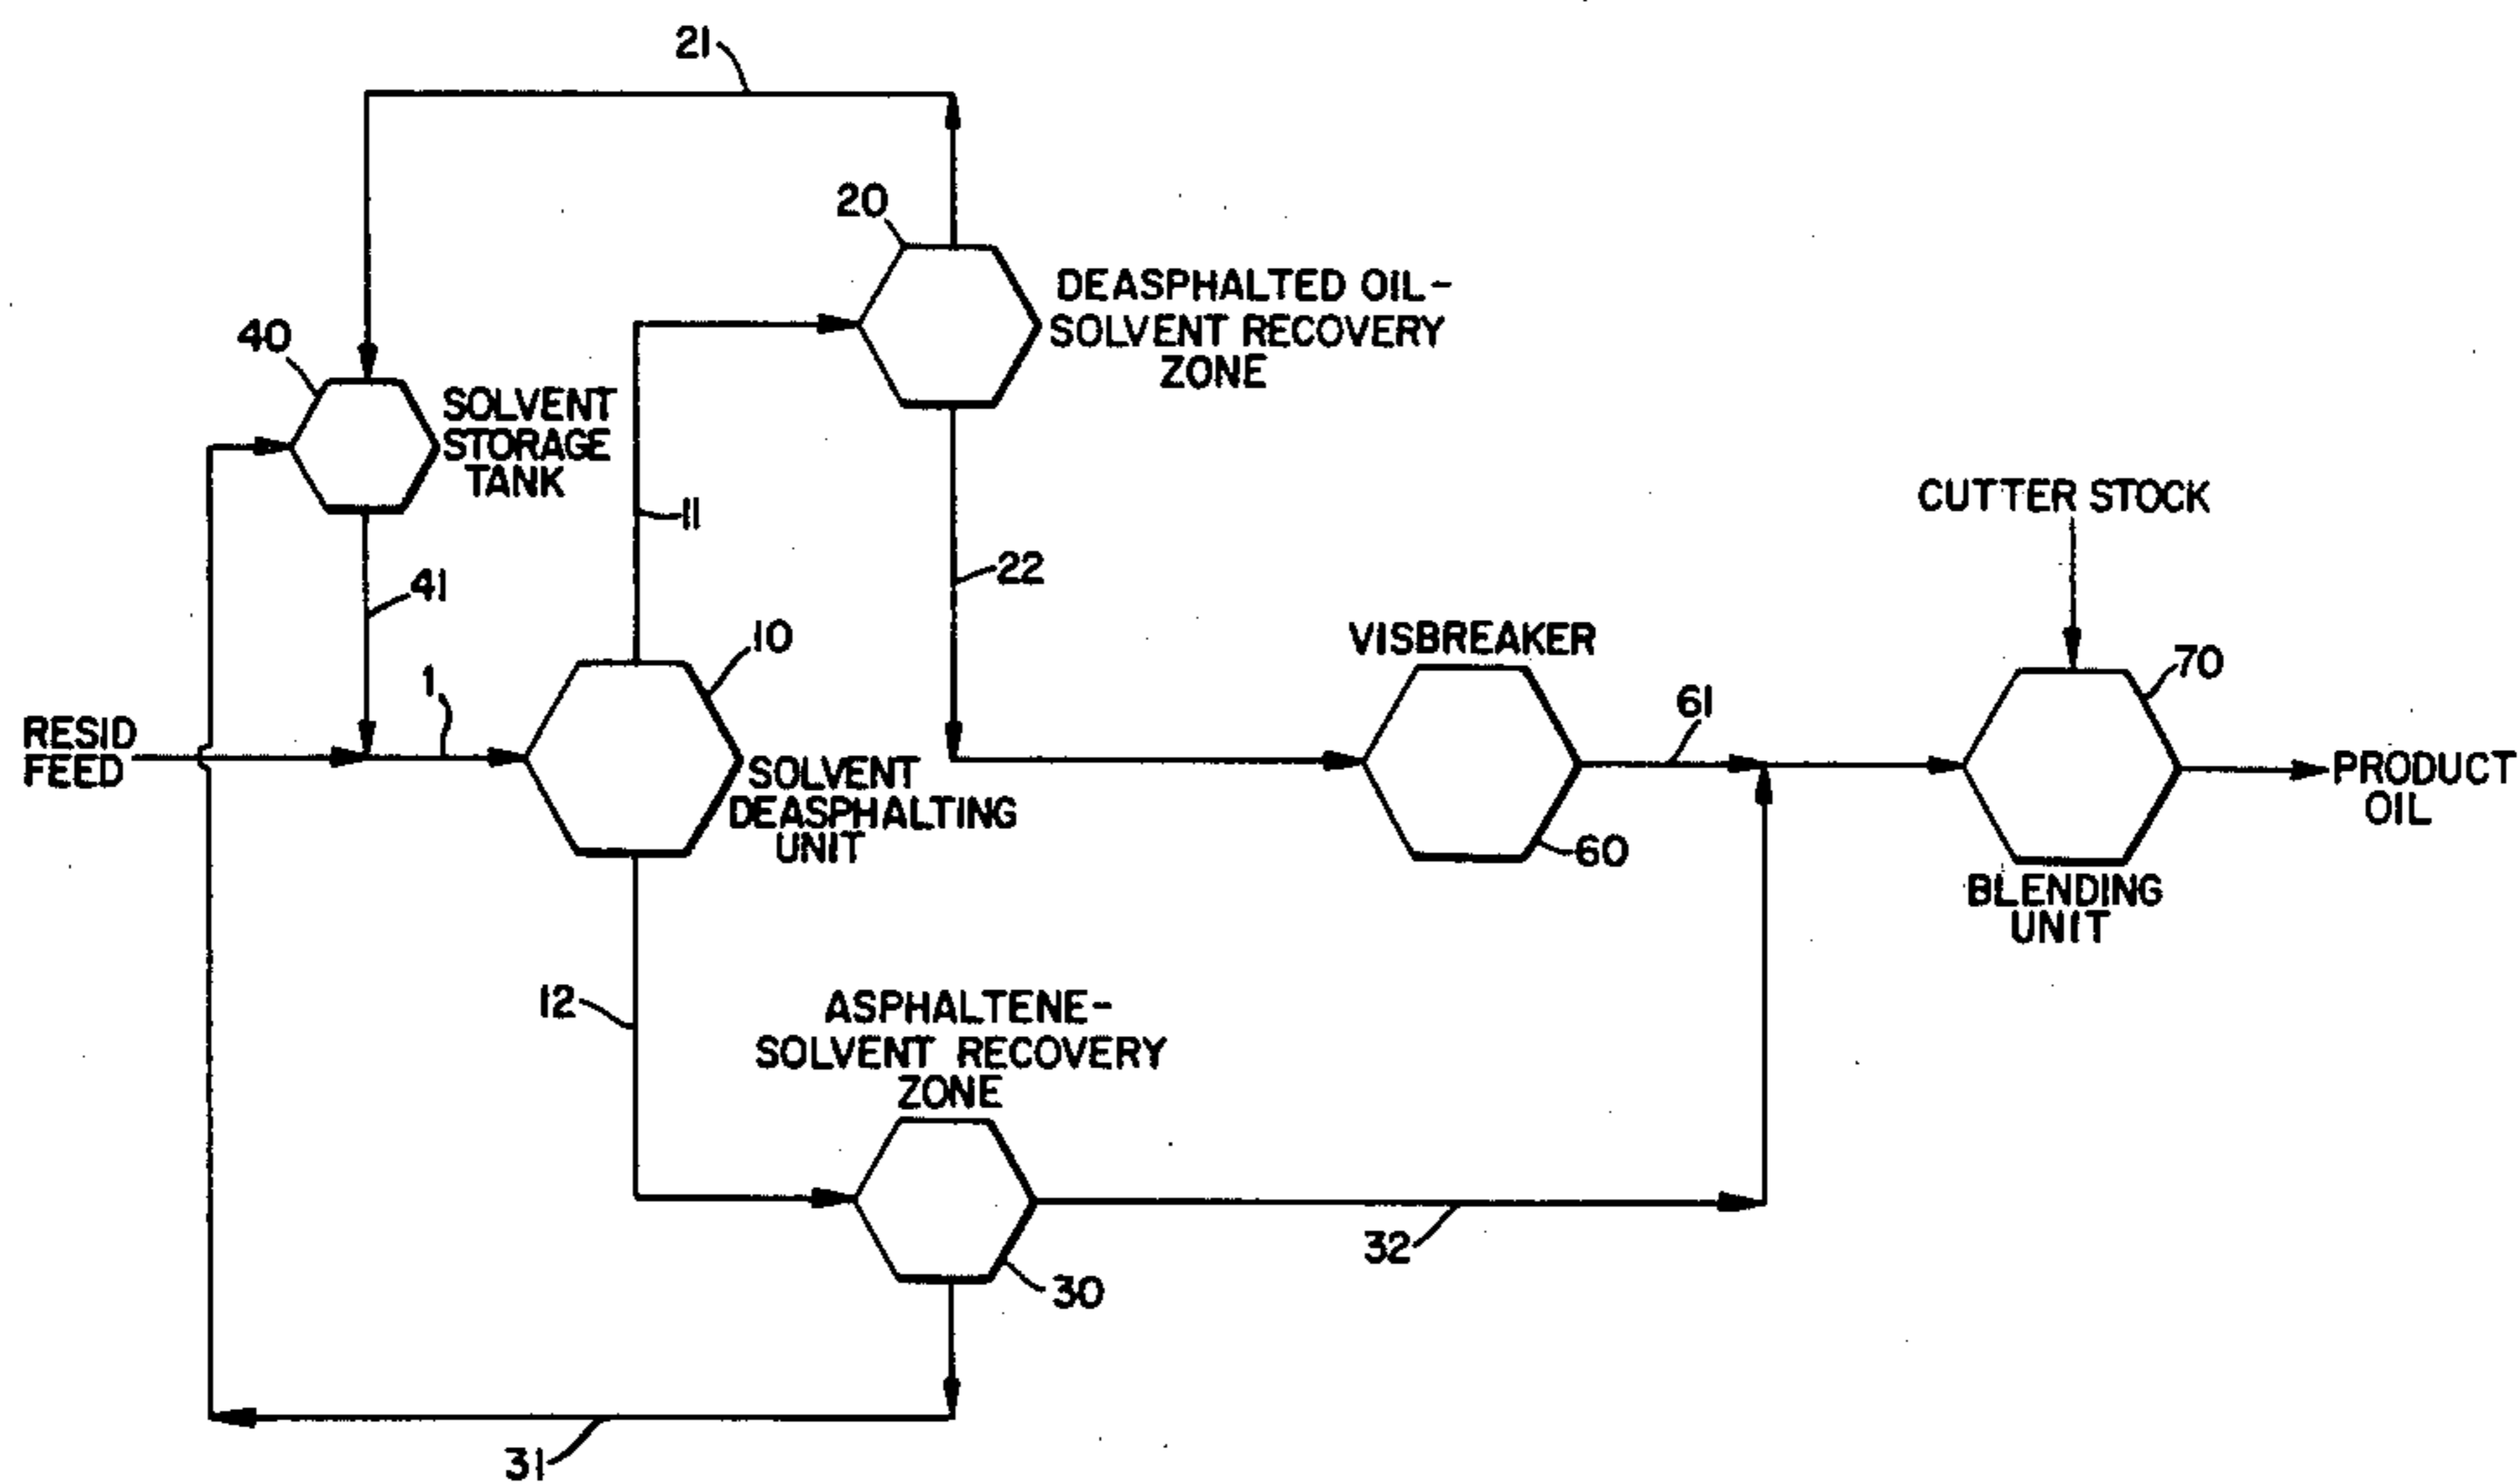 21
20
DEASPHALTED OIL-
SOLVENT RECOVERY
ZONE
40
SOLVENT
STORAGE
TANK
11
CUTTER STOCK
22
41
10
VISBREAKER
70
1
61
RESID
FEED
SOLVENT
DEASPHALTING
UNIT
PRODUCT
OIL
60
BLENDING
UNIT
12
ASPHALTENE-
SOLVENT RECOVERY
ZONE
32
30
31